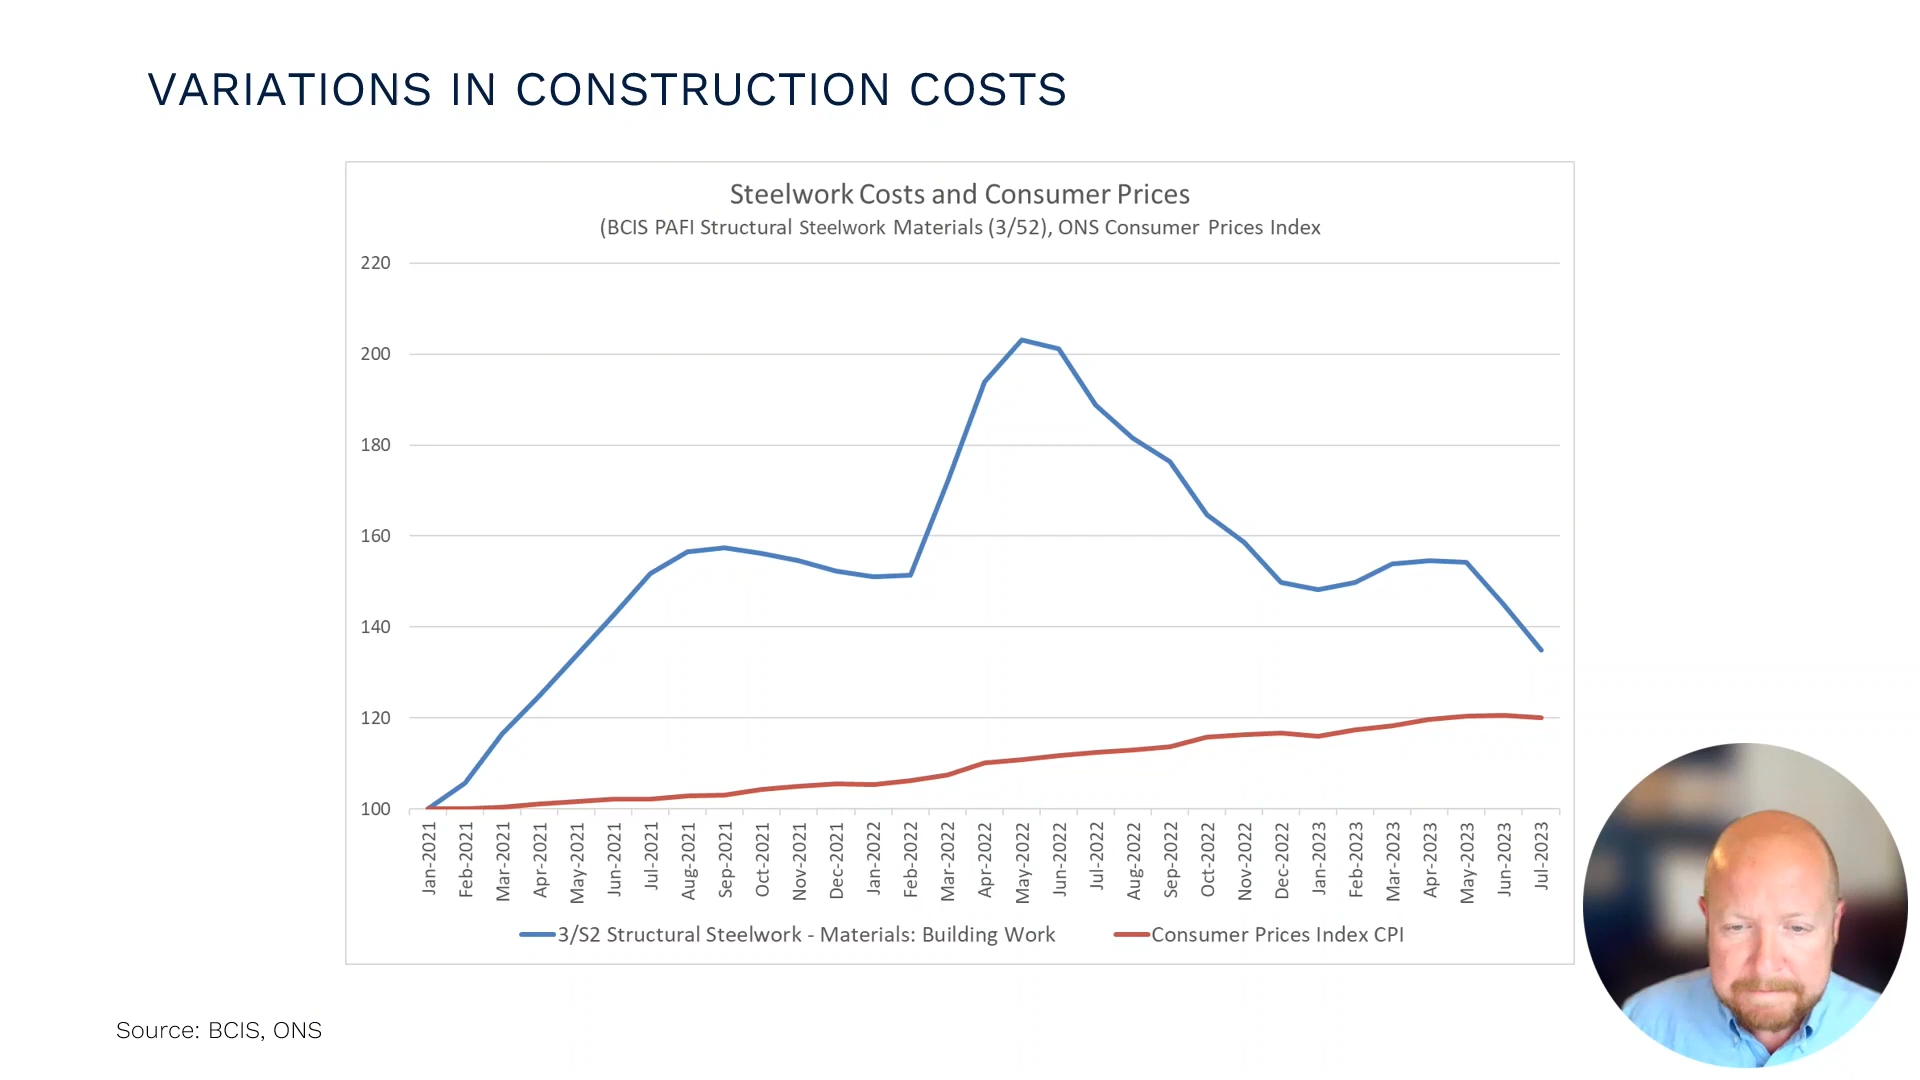 VARIATIONS IN CONSTRUCTION COSTS
Steelwork Costs and Consumer Prices
(BCIS PAFI Structural Steelwork Materials (3/52), ONS Consumer Prices Index
220
200
180
160
140
120
100
Jan-2021
Feb-2021
Mar-2021
Apr-2021
May-2021
Jun-2021
Jul-2021
Aug-2021
Sep-2021
Oct-2021
Nov-2021
Dec-2021
Jan-2022
Feb-2022
Mar-2022
Apr-2022
May-2022
Jun-2022
Jul-2022
Aug-2022
Sep-2022
Oct-2022
Nov-2022
Dec-2022
Jan-2023
Feb-2023
Mar-2023
Apr-2023
May-2023
Jun-2023
Jul-2023
3/S2 Structural Steelwork - Materials: Building Work
Consumer Prices Index CPI
Source: BCIS, ONS